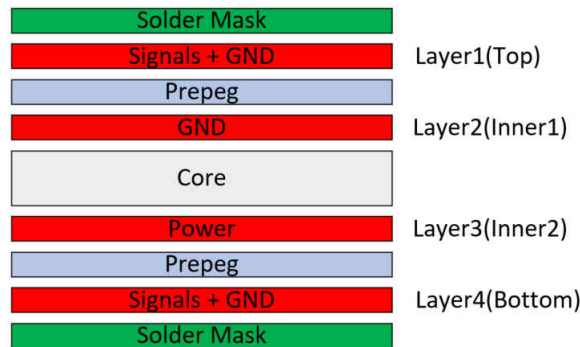 Solder Mask
Signals + GND Layer1(Top)
Prepeg
GND Layer2(Inner1)
Core
Power Layer3(Inner2)
Prepeg
Signals + GND Layer4(Bottom)
Solder Mask